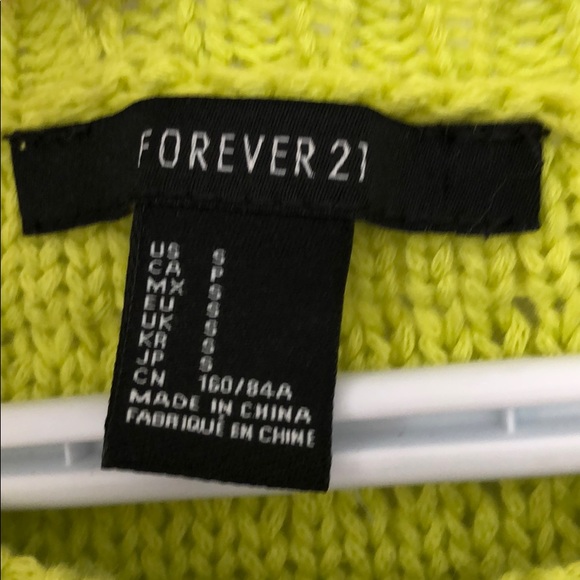 FOREVER 21
US S
CA P
MX S
EU S
UK S
KR S
JP S
CN 160/84A
MADE IN CHINA
FABRIQUÉ EN CHINE